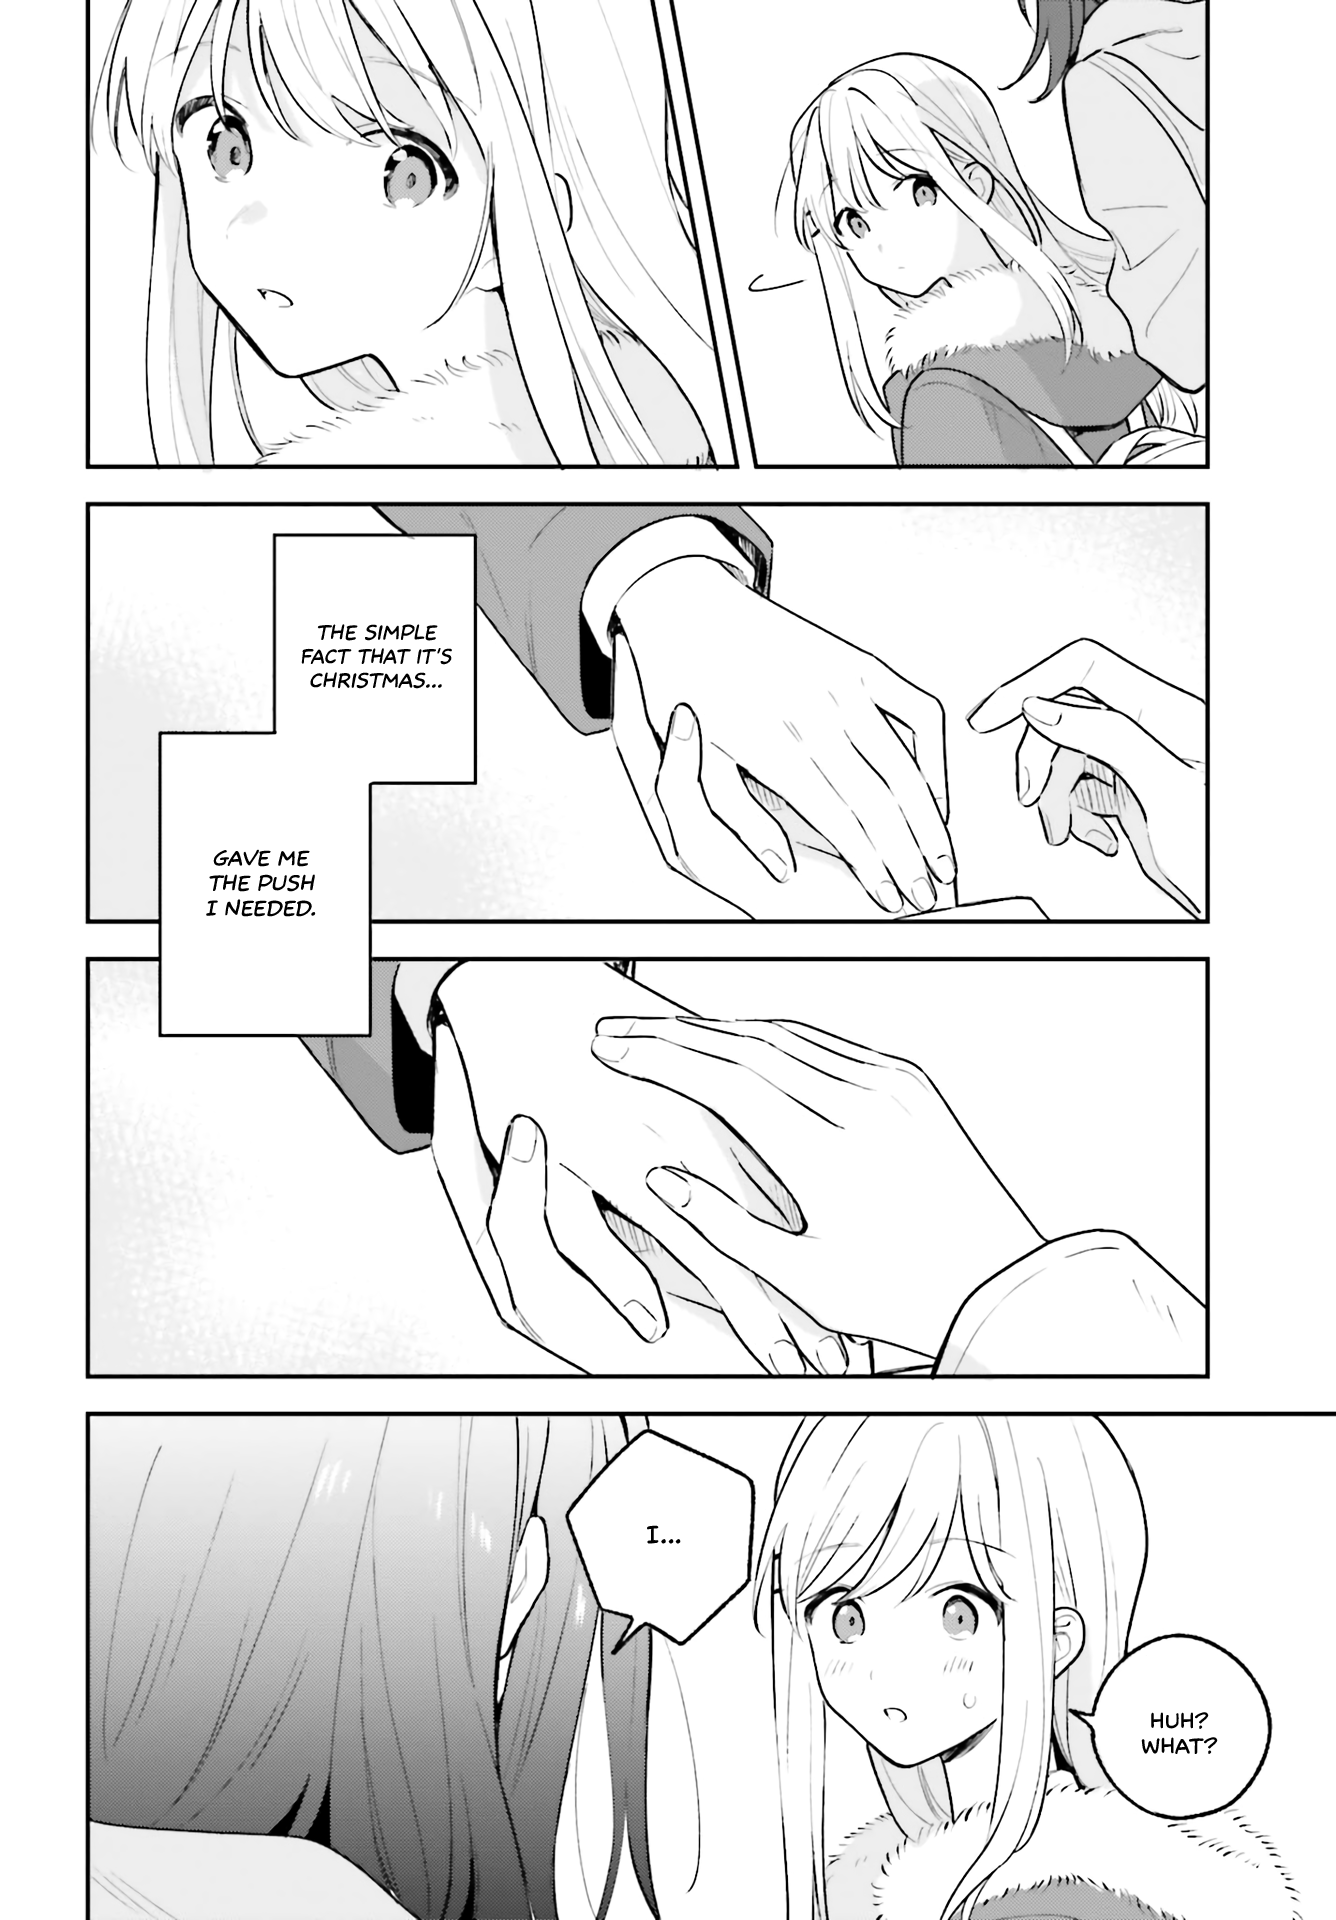 THE SIMPLE
FACT THAT IT'S
CHRISTMAS...
GAVE ME
THE PUSH
I NEEDED.
I...
HUH?
WHAT?